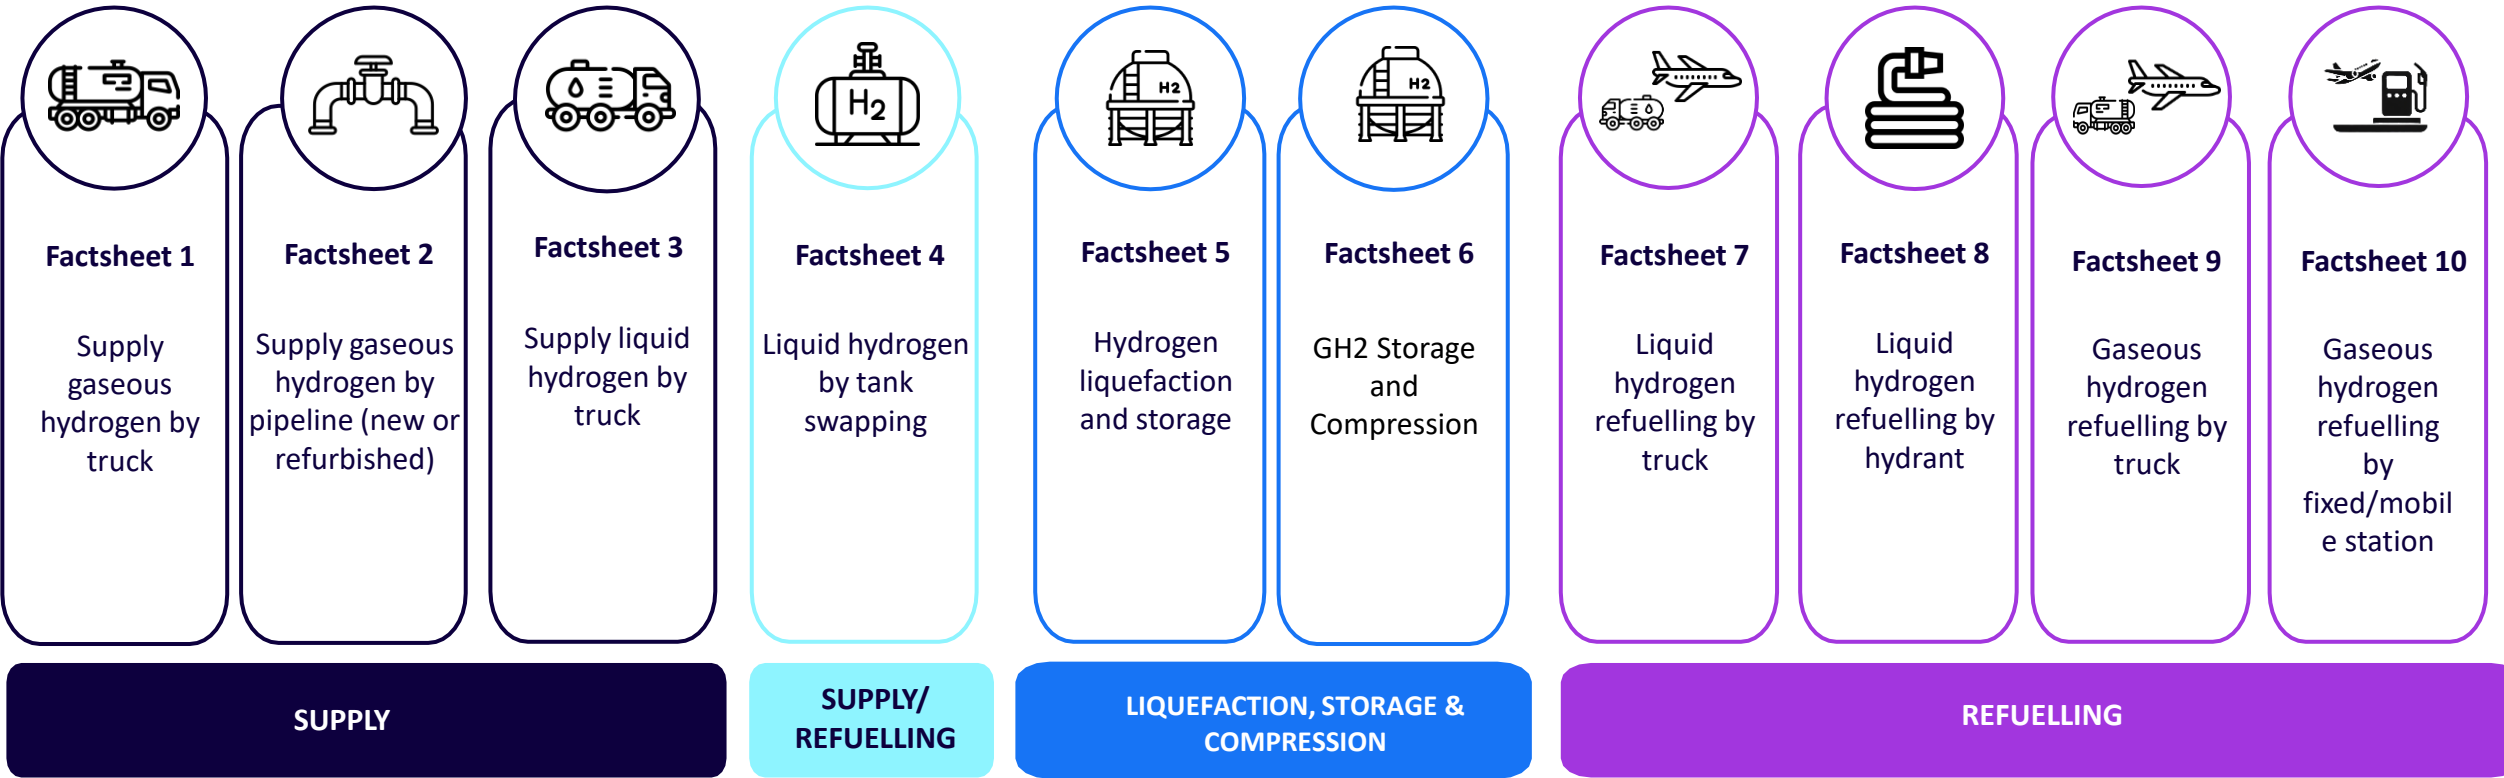 Factsheet 1
Supply
gaseous
hydrogen by
truck
Factsheet 2
Supply gaseous
hydrogen by
pipeline (new or
refurbished)
Factsheet 3
Supply liquid
hydrogen by
truck
H2
Factsheet 4
Liquid hydrogen
by tank
swapping
H2
Factsheet 5
Hydrogen
liquefaction
and storage
H2
Factsheet 6
GH2 Storage
and
Compression
Factsheet 7
Liquid
hydrogen
refuelling by
truck
Factsheet 8
Liquid
hydrogen
refuelling by
hydrant
Factsheet 9
Gaseous
hydrogen
refuelling by
truck
Factsheet 10
Gaseous
hydrogen
refuelling
by
fixed/mobil
e station
SUPPLY
SUPPLY/
REFUELLING
LIQUEFACTION, STORAGE &
COMPRESSION
REFUELLING